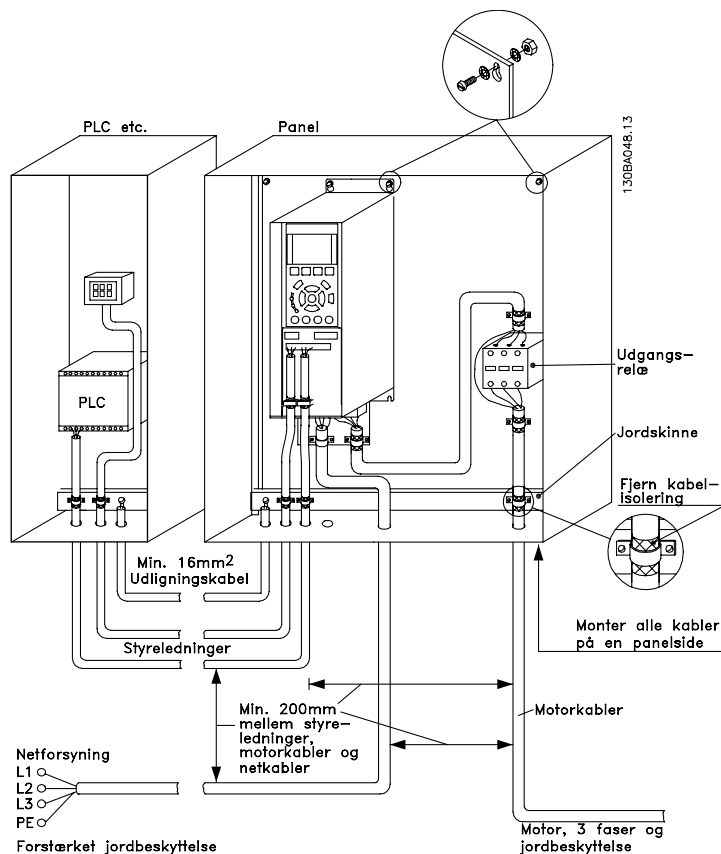 PLC etc.
Panel
130BA048.13
PLC
Udgangs-
relæ
Jordskinne
Fjern kabel-
isolering
Min. 16mm2
Udligningskabel
Styreledninger
Monter alle kabler
på en panelside
Min. 200mm
mellem styre-
ledninger,
motorkabler og
netkabler
Motorkabler
Netforsyning
L1
L2
L3
PE
Forstærket jordbeskyttelse
Motor, 3 faser og
jordbeskyttelse